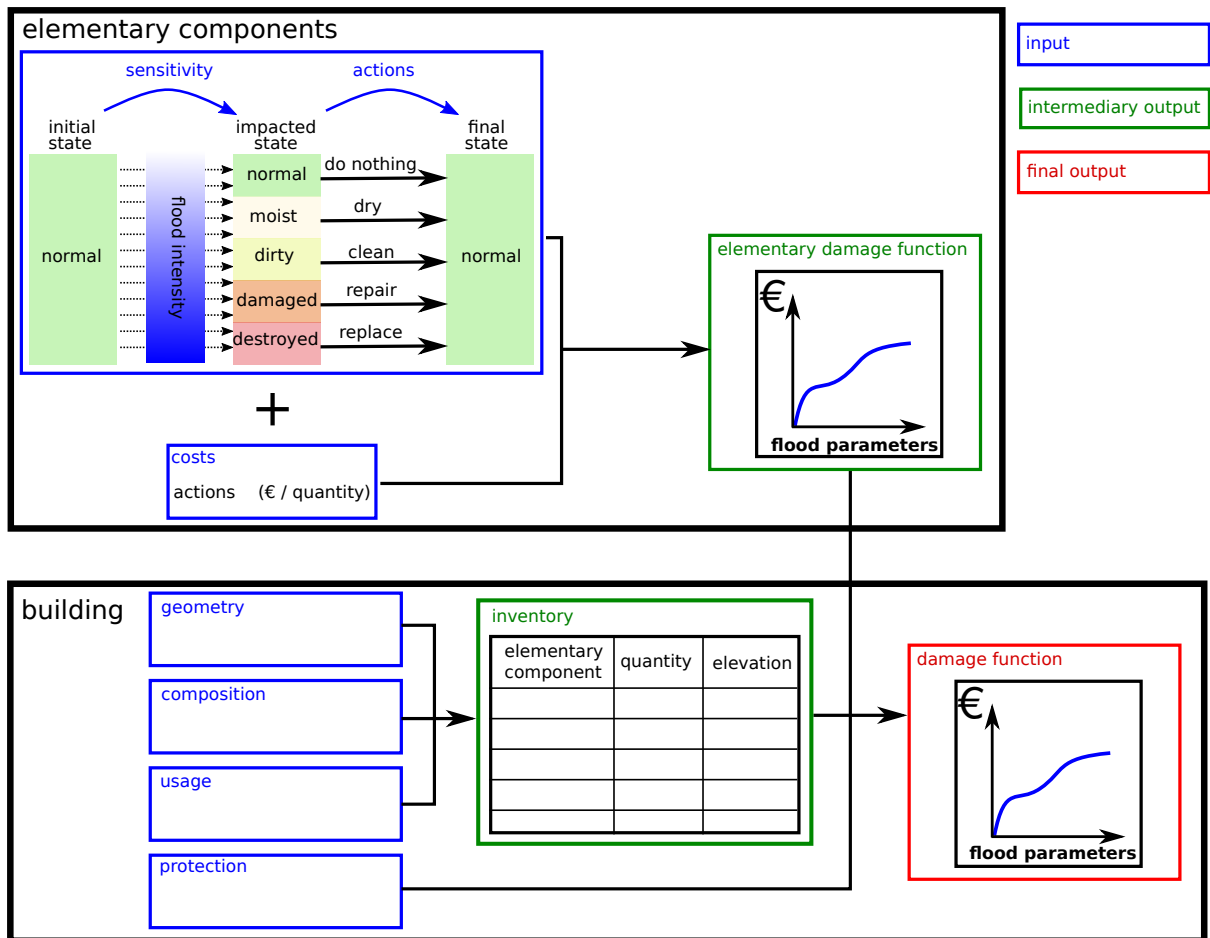 elementary components
sensitivity
actions
initial
state
impacted
state
final
state
normal
flood intensity
normal
moist
dirty
damaged
destroyed
do nothing
dry
clean
repair
replace
normal
+
costs
actions (€ / quantity)
elementary damage function
€
flood parameters
input
intermediary output
final output
building
geometry
composition
usage
protection
inventory
elementary
component
quantity
elevation
damage function
€
flood parameters